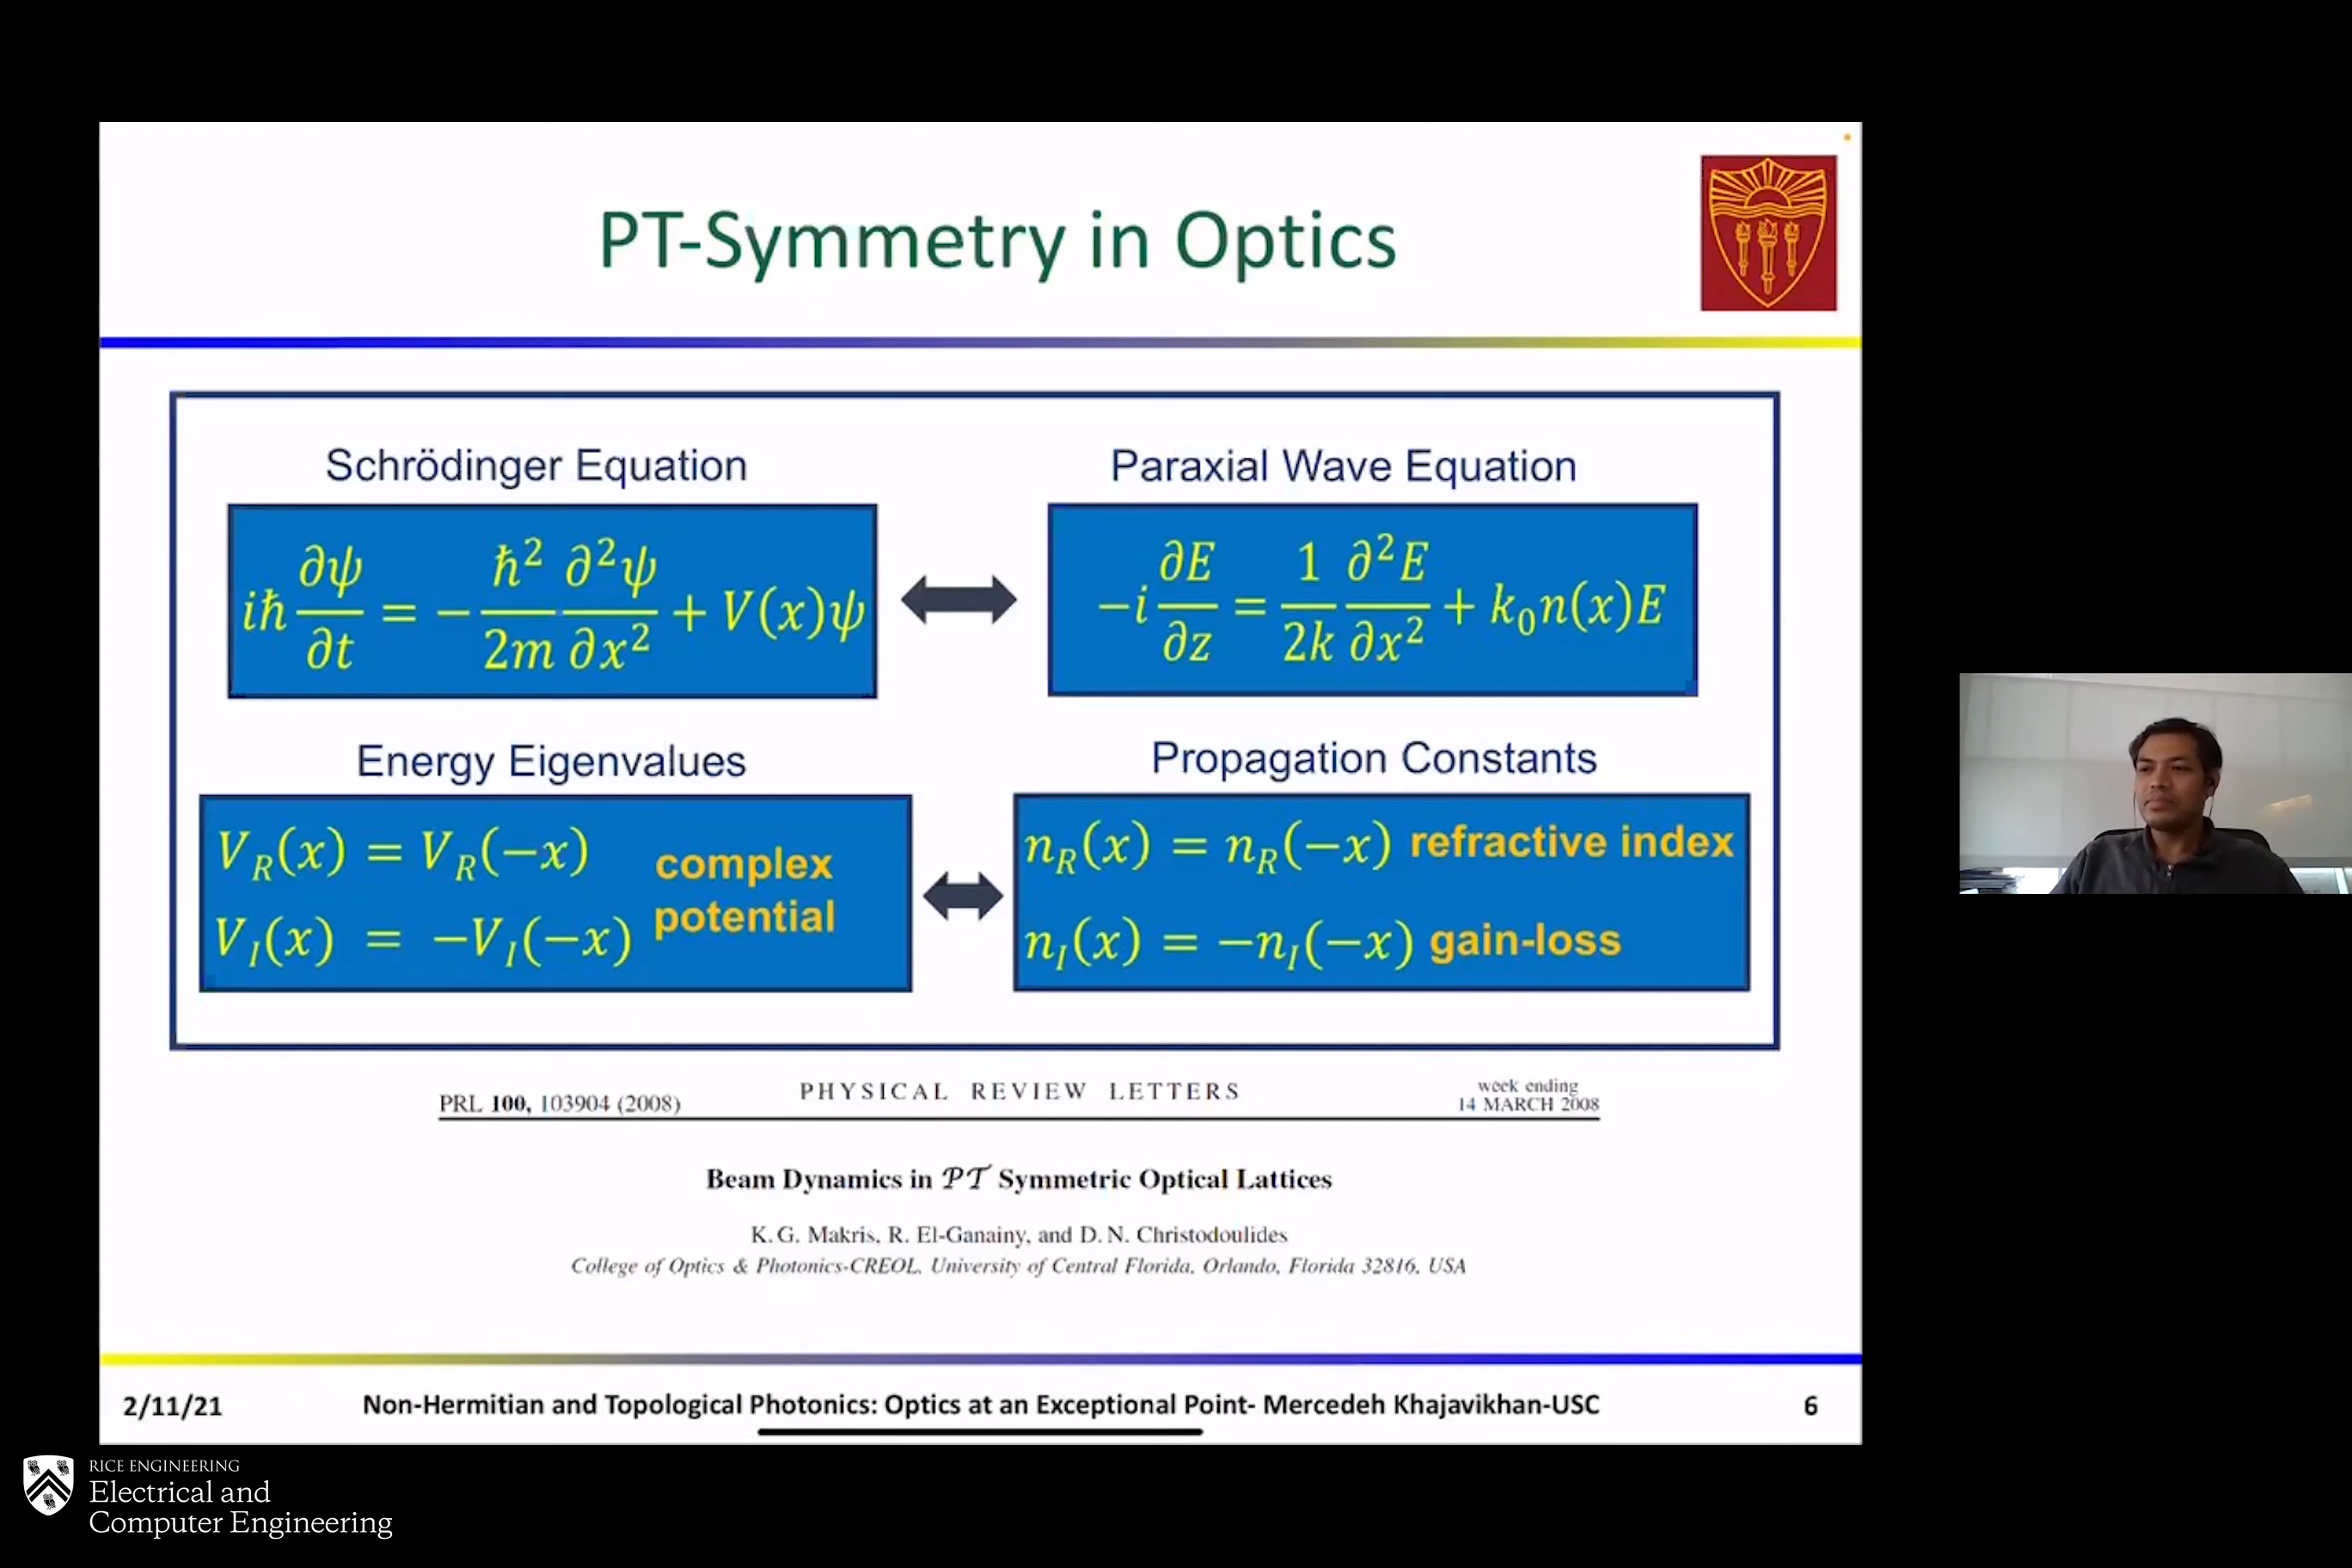 PT-Symmetry in Optics
Schrödinger Equation
Paraxial Wave Equation
iħ ∂ψ/∂t = − ħ²/2m ∂²ψ/∂x² + V(x)ψ
−i ∂E/∂z = 1/2k ∂²E/∂x² + k₀n(x)E
Energy Eigenvalues
Propagation Constants
V_R(x) = V_R(−x)
V_I(x) = −V_I(−x)
complex
potential
n_R(x) = n_R(−x) refractive index
n_I(x) = −n_I(−x) gain-loss
PRL 100, 103904 (2008)
PHYSICAL REVIEW LETTERS
week ending
14 MARCH 2008
Beam Dynamics in 𝒫𝒯 Symmetric Optical Lattices
K. G. Makris, R. El-Ganainy, and D. N. Christodoulides
College of Optics & Photonics-CREOL, University of Central Florida, Orlando, Florida 32816, USA
2/11/21
Non-Hermitian and Topological Photonics: Optics at an Exceptional Point- Mercedeh Khajavikhan-USC
6
RICE ENGINEERING
Electrical and
Computer Engineering